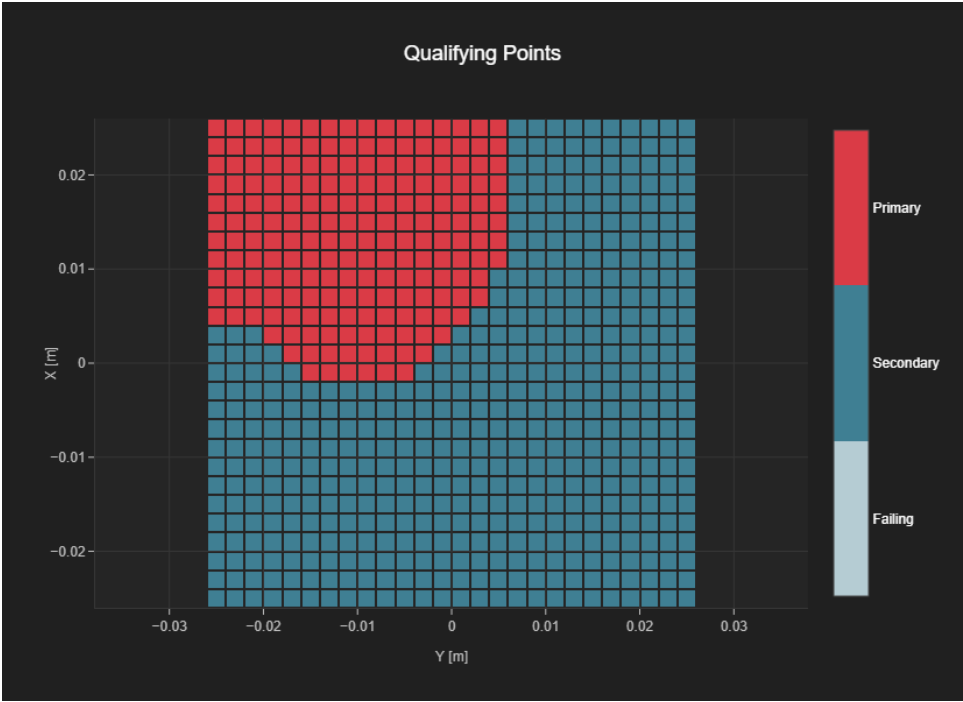 Qualifying Points
0.02
0.01
0
−0.01
−0.02
X [m]
−0.03
−0.02
−0.01
0
0.01
0.02
0.03
Y [m]
Primary
Secondary
Failing